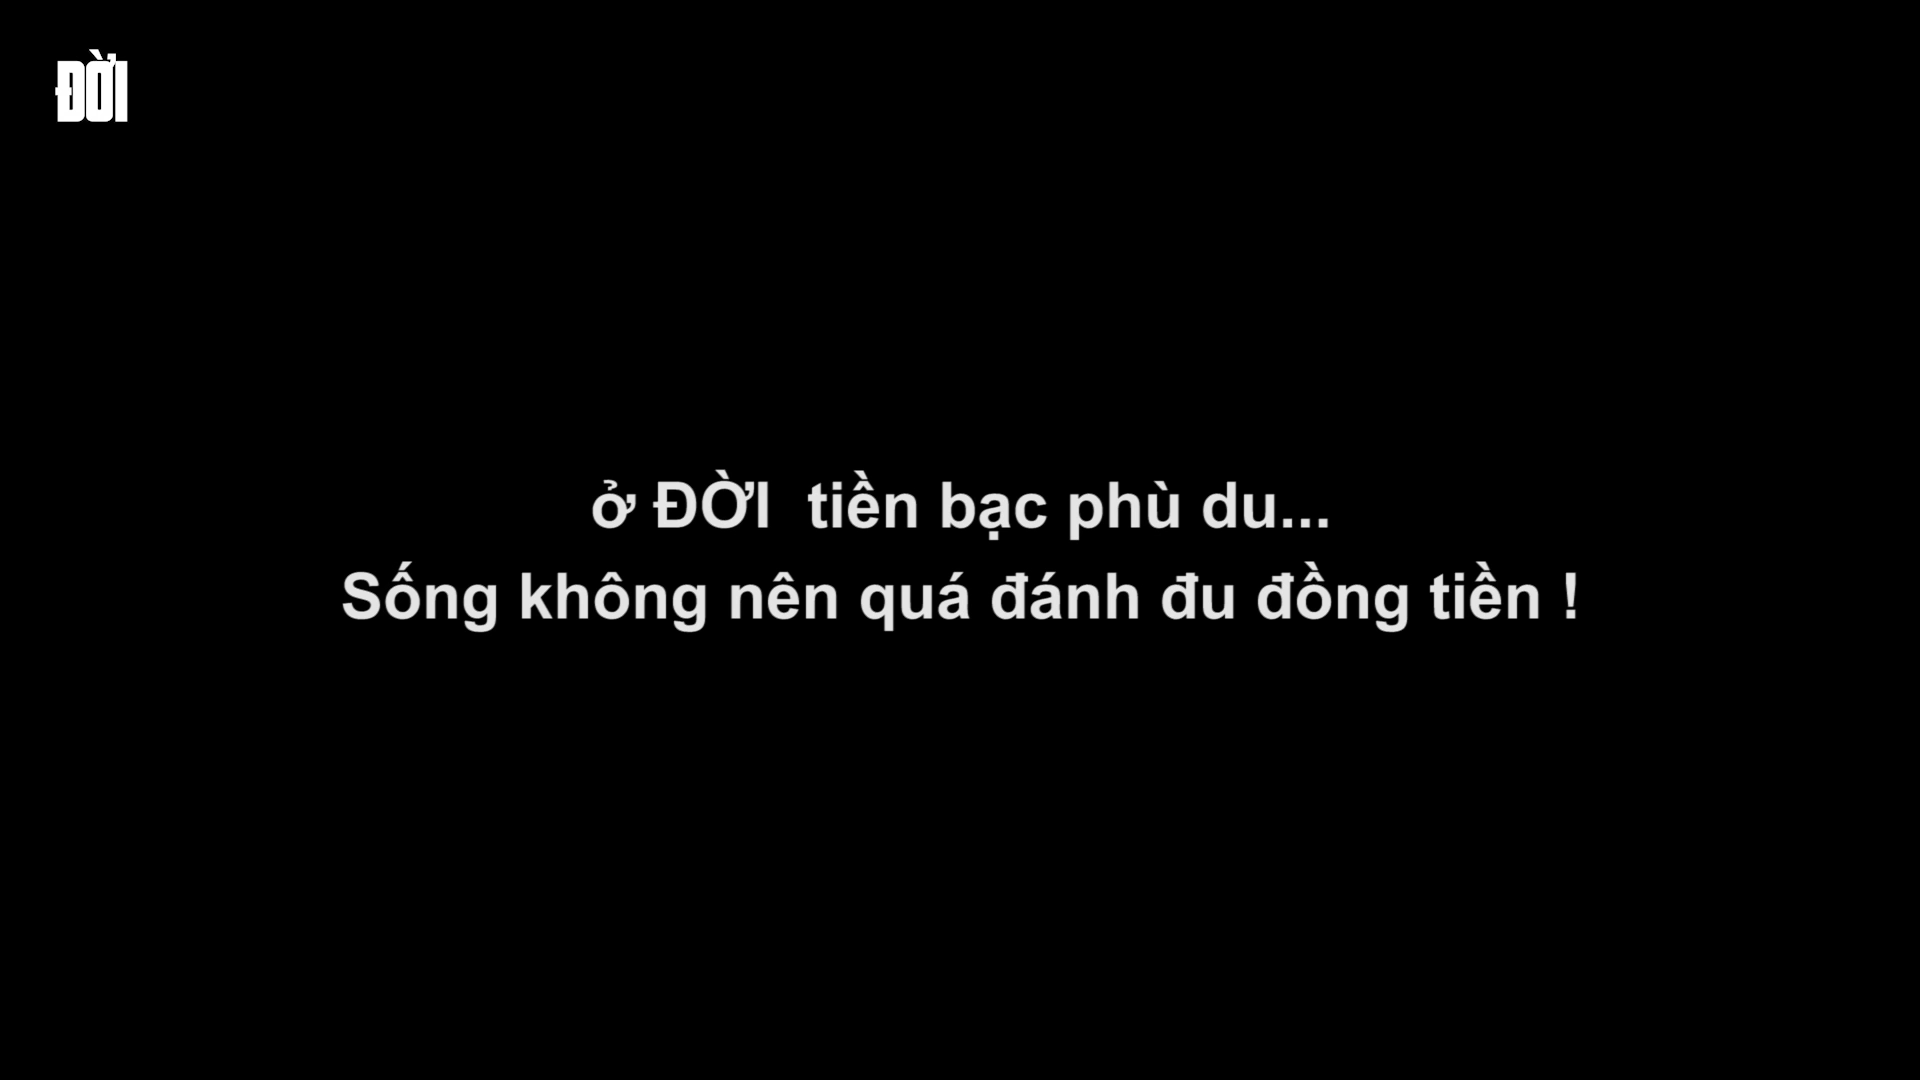 ĐỜI
ở ĐỜI  tiền bạc phù du...
Sống không nên quá đánh đu đồng tiền !